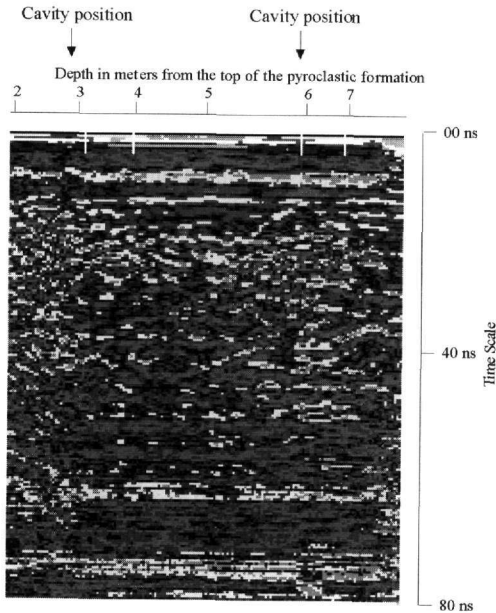 Cavity position Cavity position
Depth in meters from the top of the pyroclastic formation
2 3 4 5 6 7
00 ns
40 ns
Time Scale
80 ns